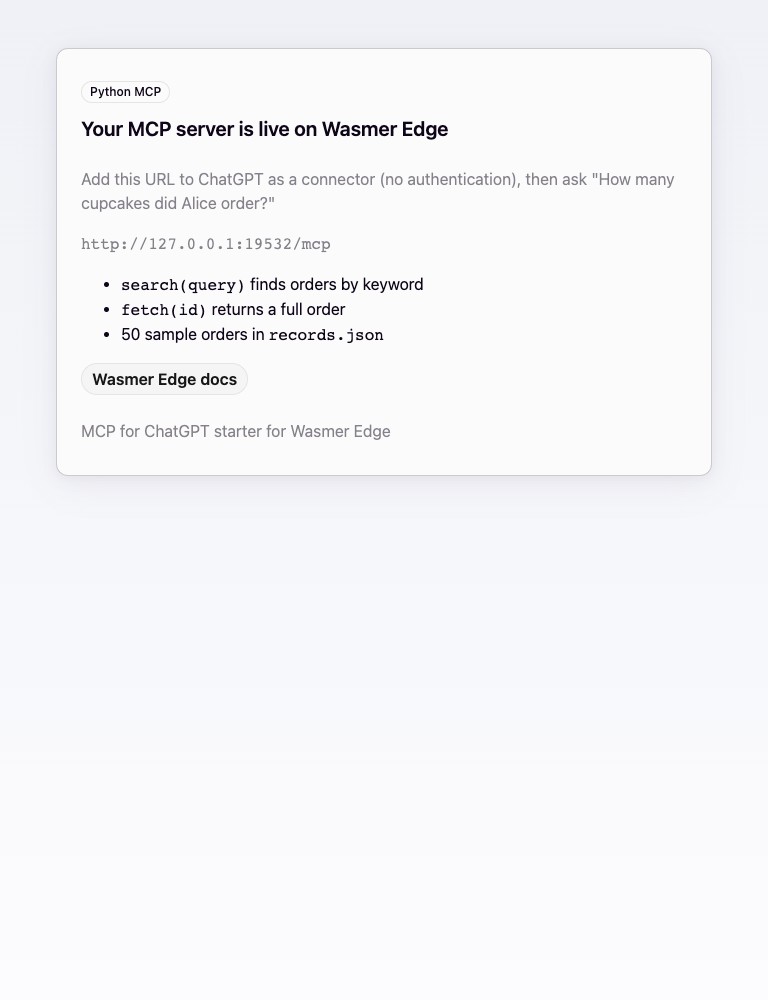 Python MCP
Your MCP server is live on Wasmer Edge
Add this URL to ChatGPT as a connector (no authentication), then ask "How many
cupcakes did Alice order?"
http://127.0.0.1:19532/mcp
• search(query) finds orders by keyword
• fetch(id) returns a full order
• 50 sample orders in records.json
Wasmer Edge docs
MCP for ChatGPT starter for Wasmer Edge